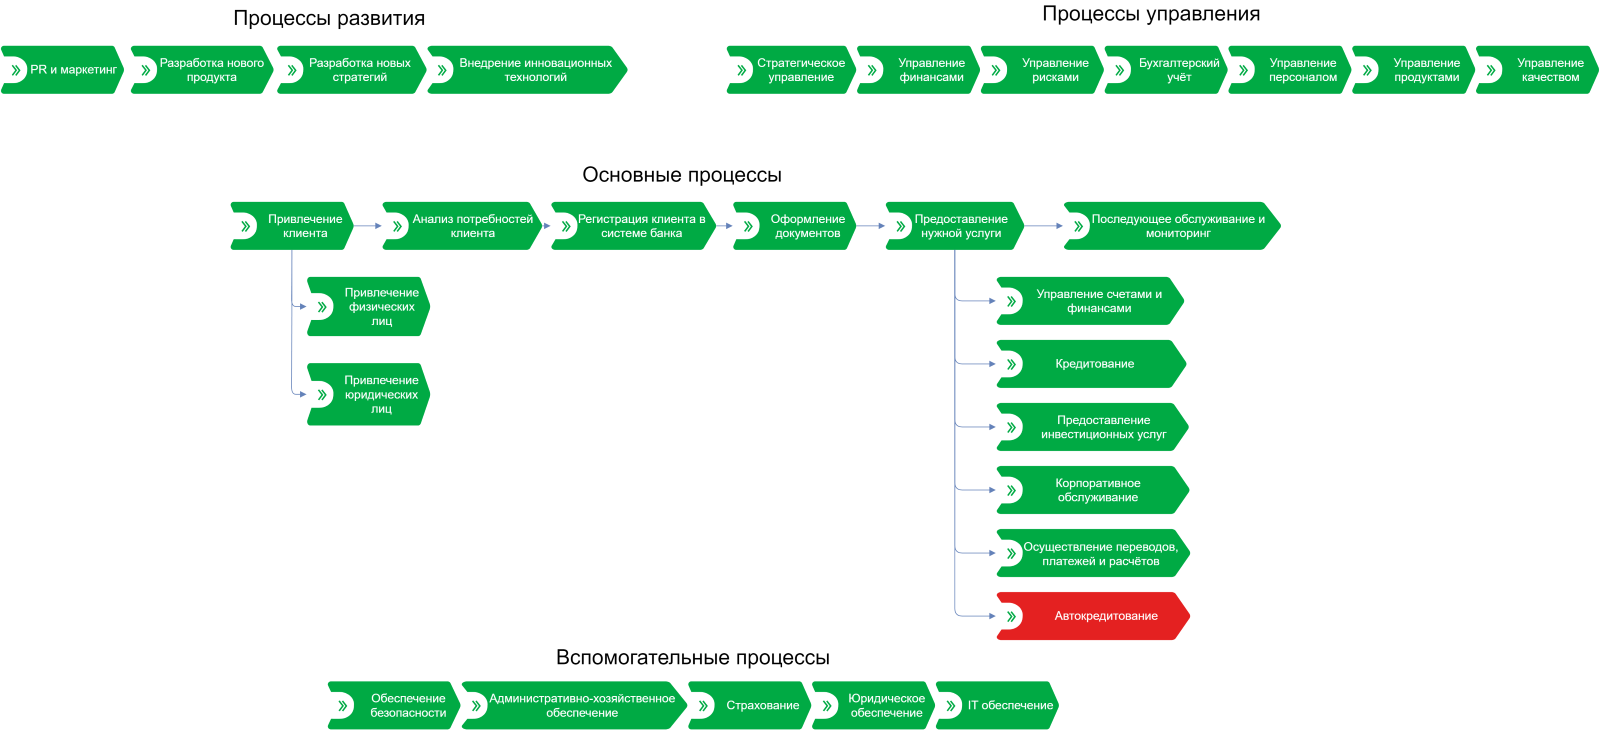 Процессы развития
Процессы управления
PR и маркетинг
Разработка нового
продукта
Разработка новых
стратегий
Внедрение инновационных
технологий
Стратегическое
управление
Управление
финансами
Управление
рисками
Бухгалтерский
учёт
Управление
персоналом
Управление
продуктами
Управление
качеством
Основные процессы
Привлечение
клиента
Анализ потребностей
клиента
Регистрация клиента в
системе банка
Оформление
документов
Предоставление
нужной услуги
Последующее обслуживание и
мониторинг
Привлечение
физических
лиц
Привлечение
юридических
лиц
Управление счетами и
финансами
Кредитование
Предоставление
инвестиционных услуг
Корпоративное
обслуживание
Осуществление переводов,
платежей и расчётов
Автокредитование
Вспомогательные процессы
Обеспечение
безопасности
Административно-хозяйственное
обеспечение
Страхование
Юридическое
обеспечение
IT обеспечение